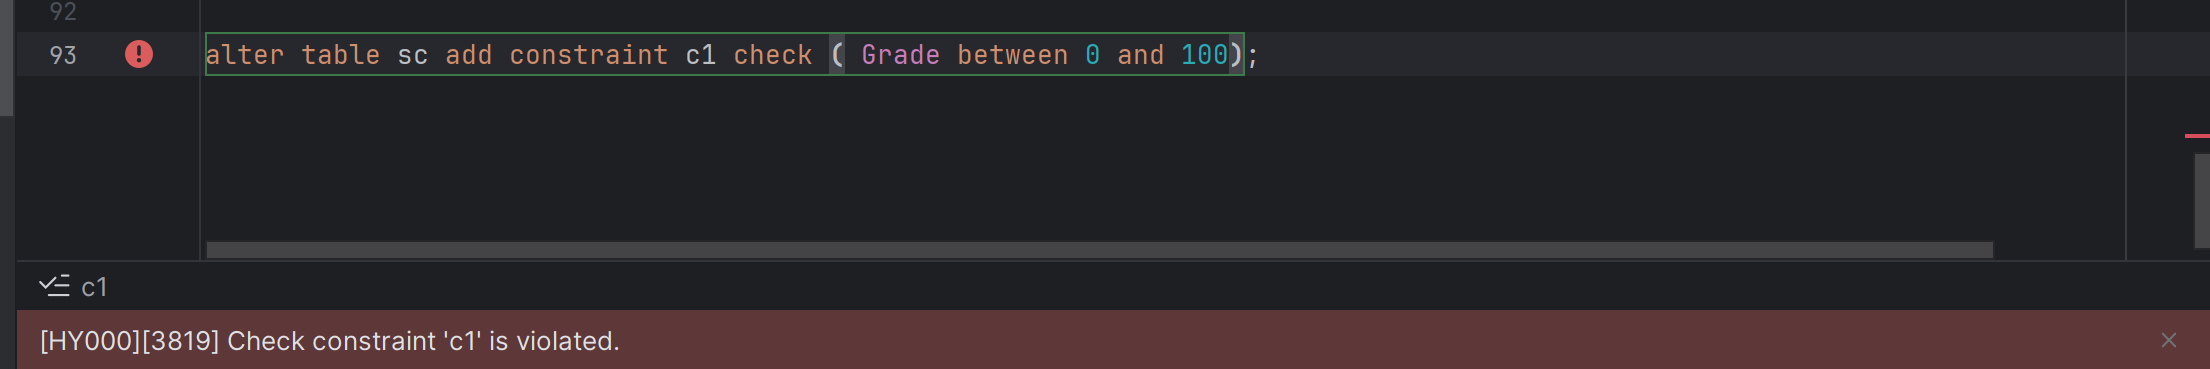 92
93 alter table sc add constraint c1 check ( Grade between 0 and 100);
c1
[HY000][3819] Check constraint 'c1' is violated.